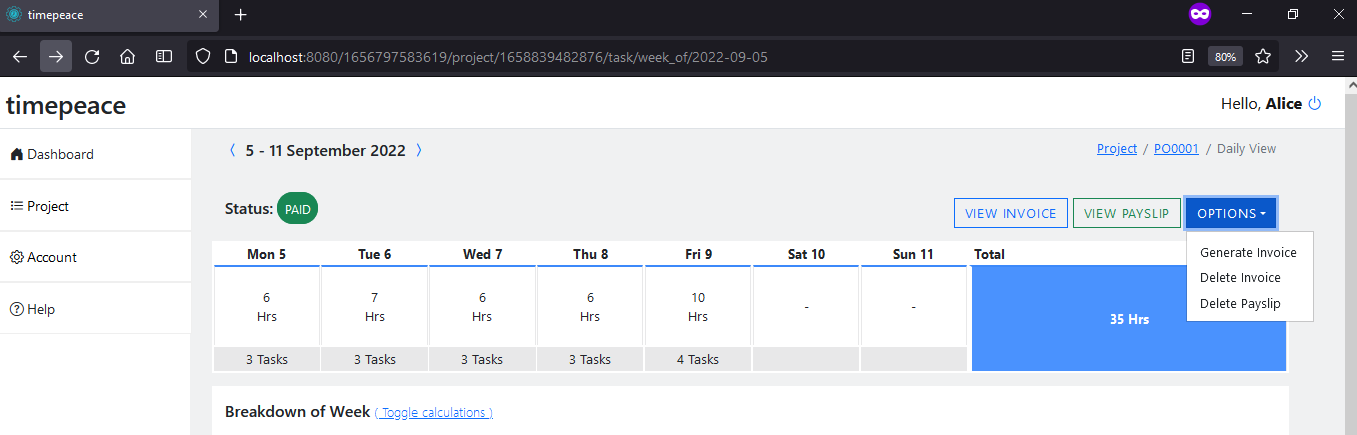 timepeace
localhost:8080/1656797583619/project/1658839482876/task/week_of/2022-09-05
80%
timepeace
Hello, Alice
Dashboard
Project
Account
Help
5 - 11 September 2022
Project / PO0001 / Daily View
Status: PAID
VIEW INVOICE
VIEW PAYSLIP
OPTIONS
Generate Invoice
Delete Invoice
Delete Payslip
Mon 5 Tue 6 Wed 7 Thu 8 Fri 9 Sat 10 Sun 11 Total
6 7 6 6 10 - -
Hrs Hrs Hrs Hrs Hrs
35 Hrs
3 Tasks 3 Tasks 3 Tasks 3 Tasks 4 Tasks
Breakdown of Week ( Toggle calculations )